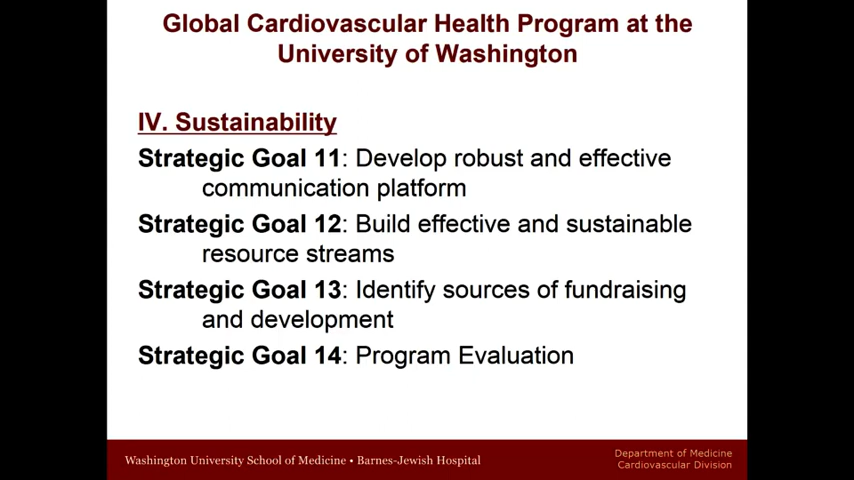 Global Cardiovascular Health Program at the
University of Washington
IV. Sustainability
Strategic Goal 11: Develop robust and effective
communication platform
Strategic Goal 12: Build effective and sustainable
resource streams
Strategic Goal 13: Identify sources of fundraising
and development
Strategic Goal 14: Program Evaluation
Washington University School of Medicine • Barnes-Jewish Hospital
Department of Medicine
Cardiovascular Division